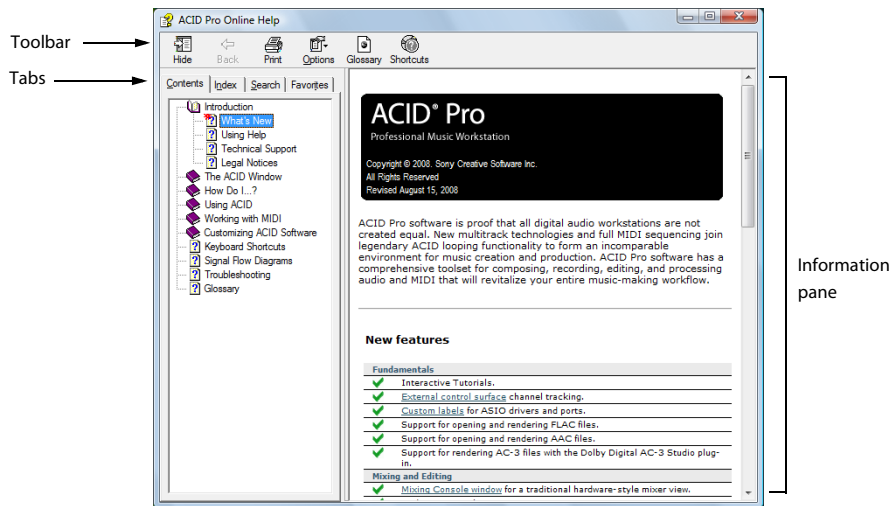 ACID Pro Online Help
Toolbar
Hide Back Print Options Glossary Shortcuts
Tabs
Contents Index Search Favorites
Introduction
What's New
Using Help
Technical Support
Legal Notices
The ACID Window
How Do I...?
Using ACID
Working with MIDI
Customizing ACID Software
Keyboard Shortcuts
Signal Flow Diagrams
Troubleshooting
Glossary
ACID® Pro
Professional Music Workstation
Copyright © 2008. Sony Creative Software Inc.
All Rights Reserved
Revised August 15, 2008
ACID Pro software is proof that all digital audio workstations are not
created equal. New multitrack technologies and full MIDI sequencing join
legendary ACID looping functionality to form an incomparable
environment for music creation and production. ACID Pro software has a
comprehensive toolset for composing, recording, editing, and processing
audio and MIDI that will revitalize your entire music-making workflow.
New features
Fundamentals
Interactive Tutorials.
External control surface channel tracking.
Custom labels for ASIO drivers and ports.
Support for opening and rendering FLAC files.
Support for opening and rendering AAC files.
Support for rendering AC-3 files with the Dolby Digital AC-3 Studio plug-
in.
Mixing and Editing
Mixing Console window for a traditional hardware-style mixer view.
Information
pane